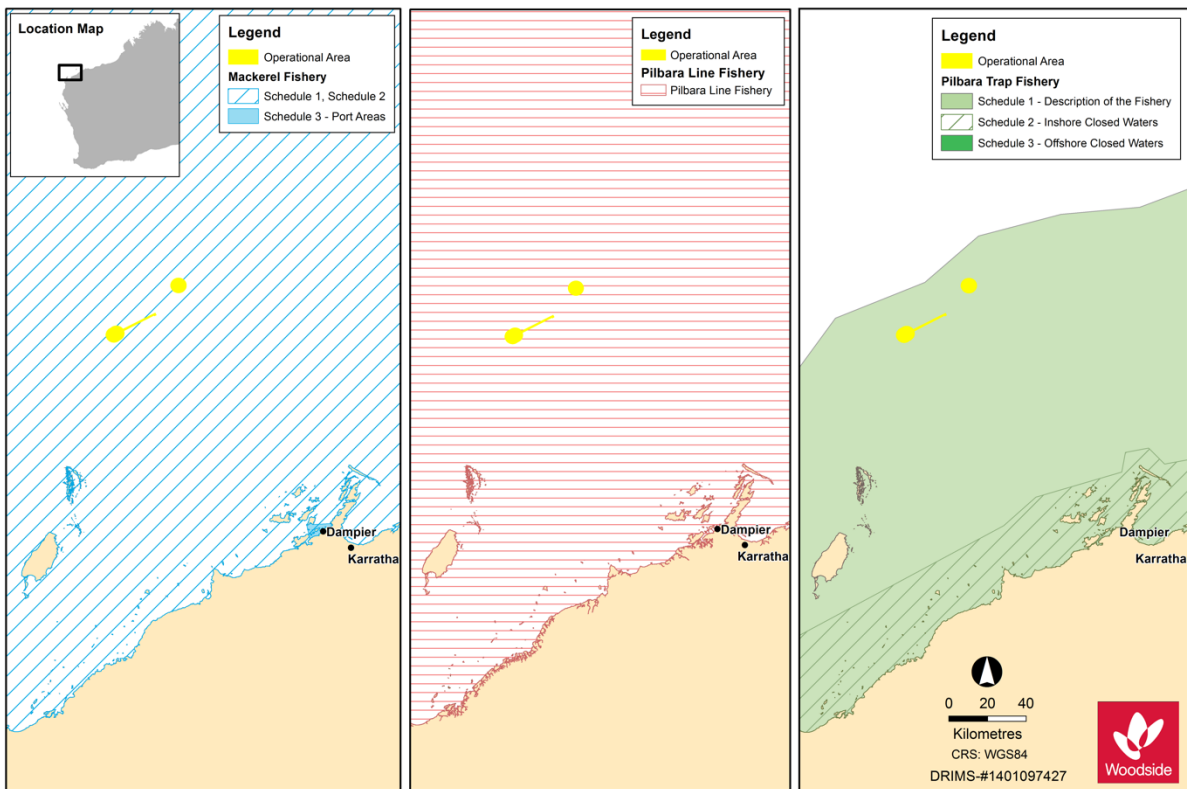 Location Map
Legend
Operational Area
Mackerel Fishery
Schedule 1, Schedule 2
Schedule 3 - Port Areas
Dampier
Karratha
Legend
Operational Area
Pilbara Line Fishery
Pilbara Line Fishery
Dampier
Karratha
Legend
Operational Area
Pilbara Trap Fishery
Schedule 1 - Description of the Fishery
Schedule 2 - Inshore Closed Waters
Schedule 3 - Offshore Closed Waters
Dampier
Karratha
0 20 40
Kilometres
CRS: WGS84
DRIMS-#1401097427
Woodside